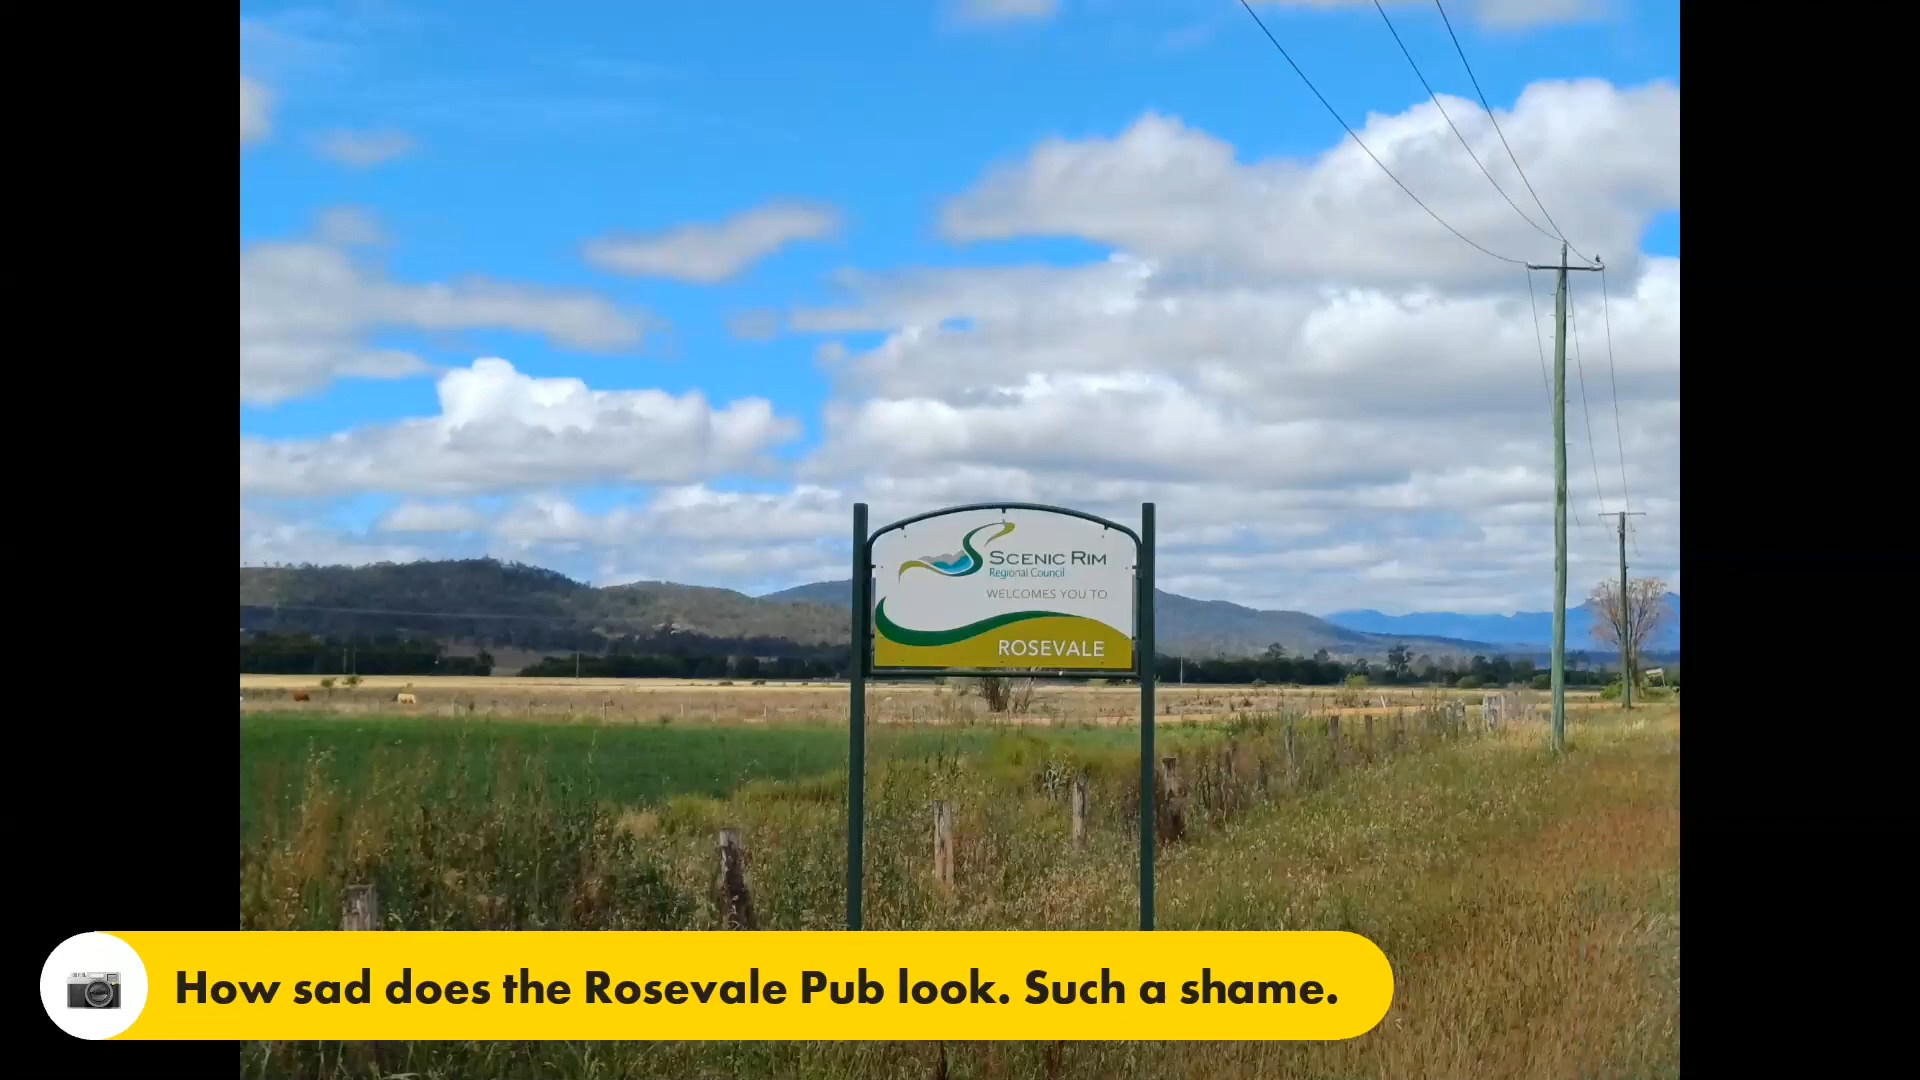 SCENIC RIM
Regional Council
WELCOMES YOU TO
ROSEVALE
How sad does the Rosevale Pub look. Such a shame.